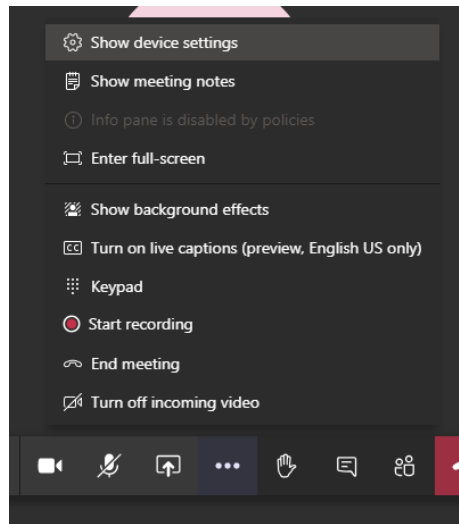 Show device settings
Show meeting notes
Info pane is disabled by policies
Enter full-screen
Show background effects
CC Turn on live captions (preview, English US only)
Keypad
Start recording
End meeting
Turn off incoming video